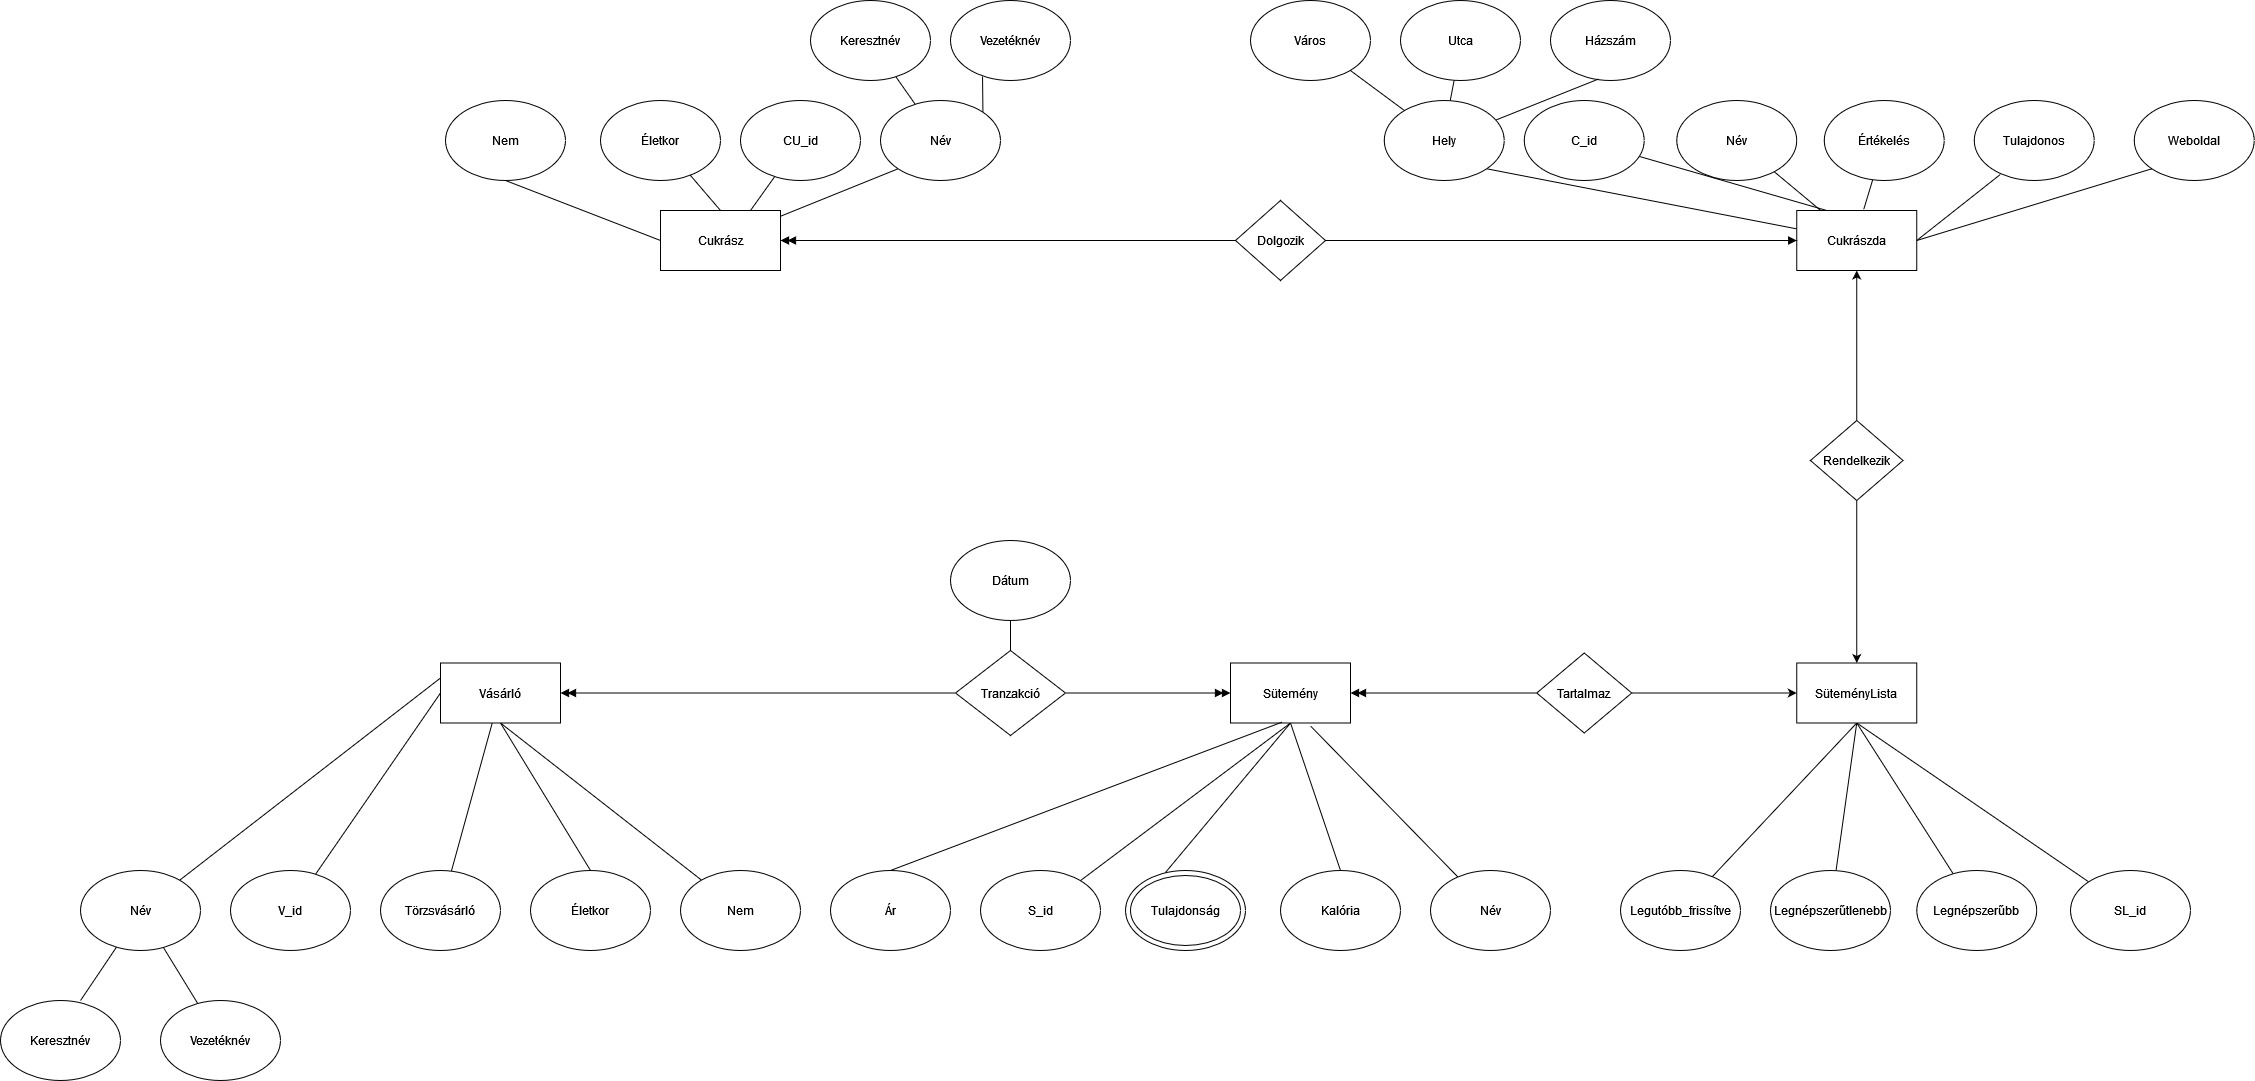 Keresztnév
Vezetéknév
Város
Utca
Házszám
Nem
Életkor
CU_id
Név
Hely
C_id
Név
Értékelés
Tulajdonos
Weboldal
Cukrász
Dolgozik
Cukrászda
Rendelkezik
Dátum
Vásárló
Tranzakció
Sütemény
Tartalmaz
SüteményLista
Név
V_id
Törzsvásárló
Életkor
Nem
Ár
S_id
Tulajdonság
Kalória
Név
Legutóbb_frissítve
Legnépszerűtlenebb
Legnépszerűbb
SL_id
Keresztnév
Vezetéknév